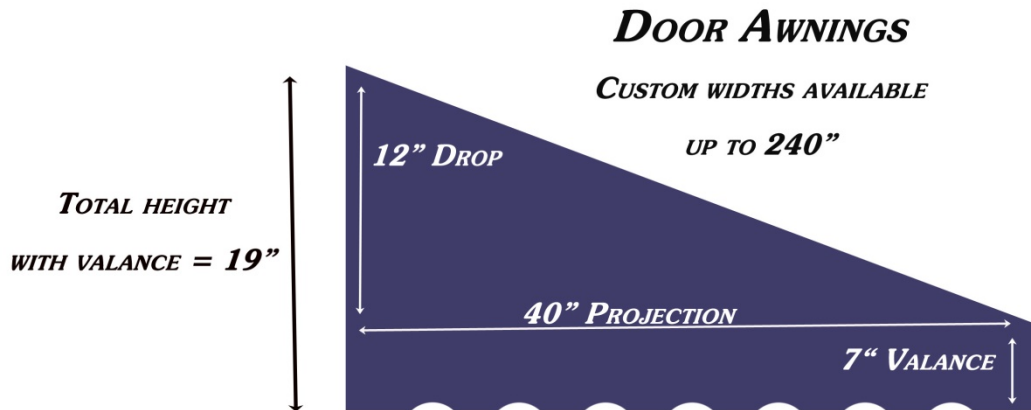 Door Awnings
Custom widths available
up to 240”
12” Drop
Total height
with valance = 19”
40” Projection
7“ Valance